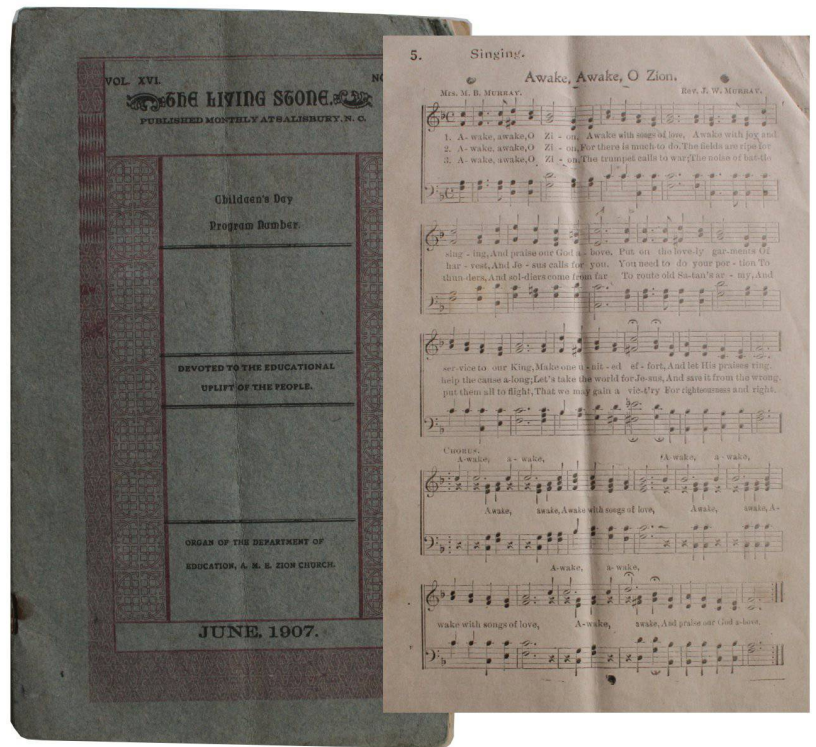 VOL. XVI.
THE LIVING STONE.
PUBLISHED MONTHLY AT SALISBURY, N. C.
Children's Day
Program Number
DEVOTED TO THE EDUCATIONAL
UPLIFT OF THE PEOPLE.
ORGAN OF THE DEPARTMENT OF
EDUCATION, A. M. E. ZION CHURCH.
JUNE, 1907.
5. Singing.
Awake, Awake, O Zion.
Mrs. M. B. MURRAY. Rev. J. W. MURRAY.
1. A- wake, awake, O Zi - on, Awake with songs of love, Awake with joy and
2. A- wake, awake, O Zi - on, For there is much to do. The fields are ripe for
3. A- wake, awake, O Zi - on, The trumpet calls to war; The noise of bat-tle
sing - ing, And praise our God a - bove, Put on the love-ly gar-ments Of
har - vest, And Je - sus calls for you. You need to do your por - tion To
thun-ders, And sol-diers come from far To route old Sa-tan's ar - my, And
ser-vice to our King, Make one u - nit - ed ef - fort, And let His praises ring.
help the cause a-long; Let's take the world for Je-sus, And save it from the wrong.
put them all to flight, That we may gain a vic-t'ry For righteousness and right.
CHORUS.
A-wake, a - wake, A-wake, a - wake,
Awake, awake, Awake with songs of love, Awake, awake, A-
A-wake, a-wake,
wake with songs of love, A-wake, awake, And praise our God a-bove.